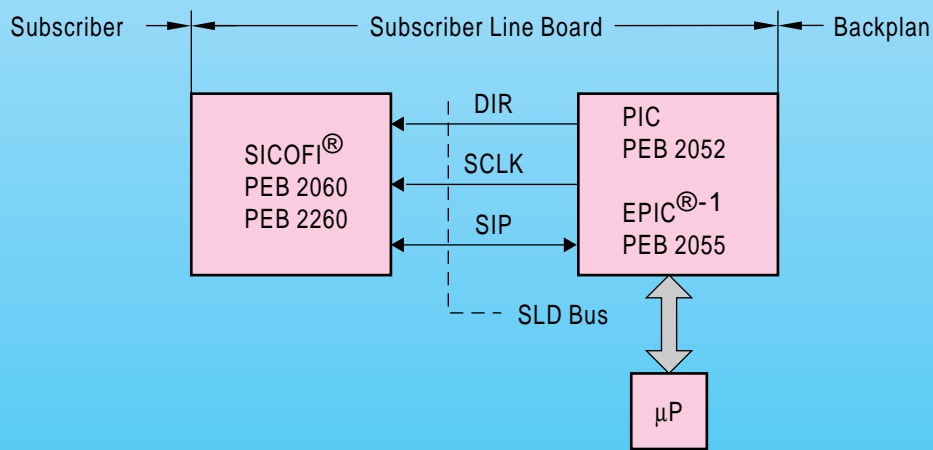 Subscriber
Subscriber Line Board
Backplan
SICOFI®
PEB 2060
PEB 2260
DIR
SCLK
SIP
SLD Bus
PIC
PEB 2052
EPIC®-1
PEB 2055
μP